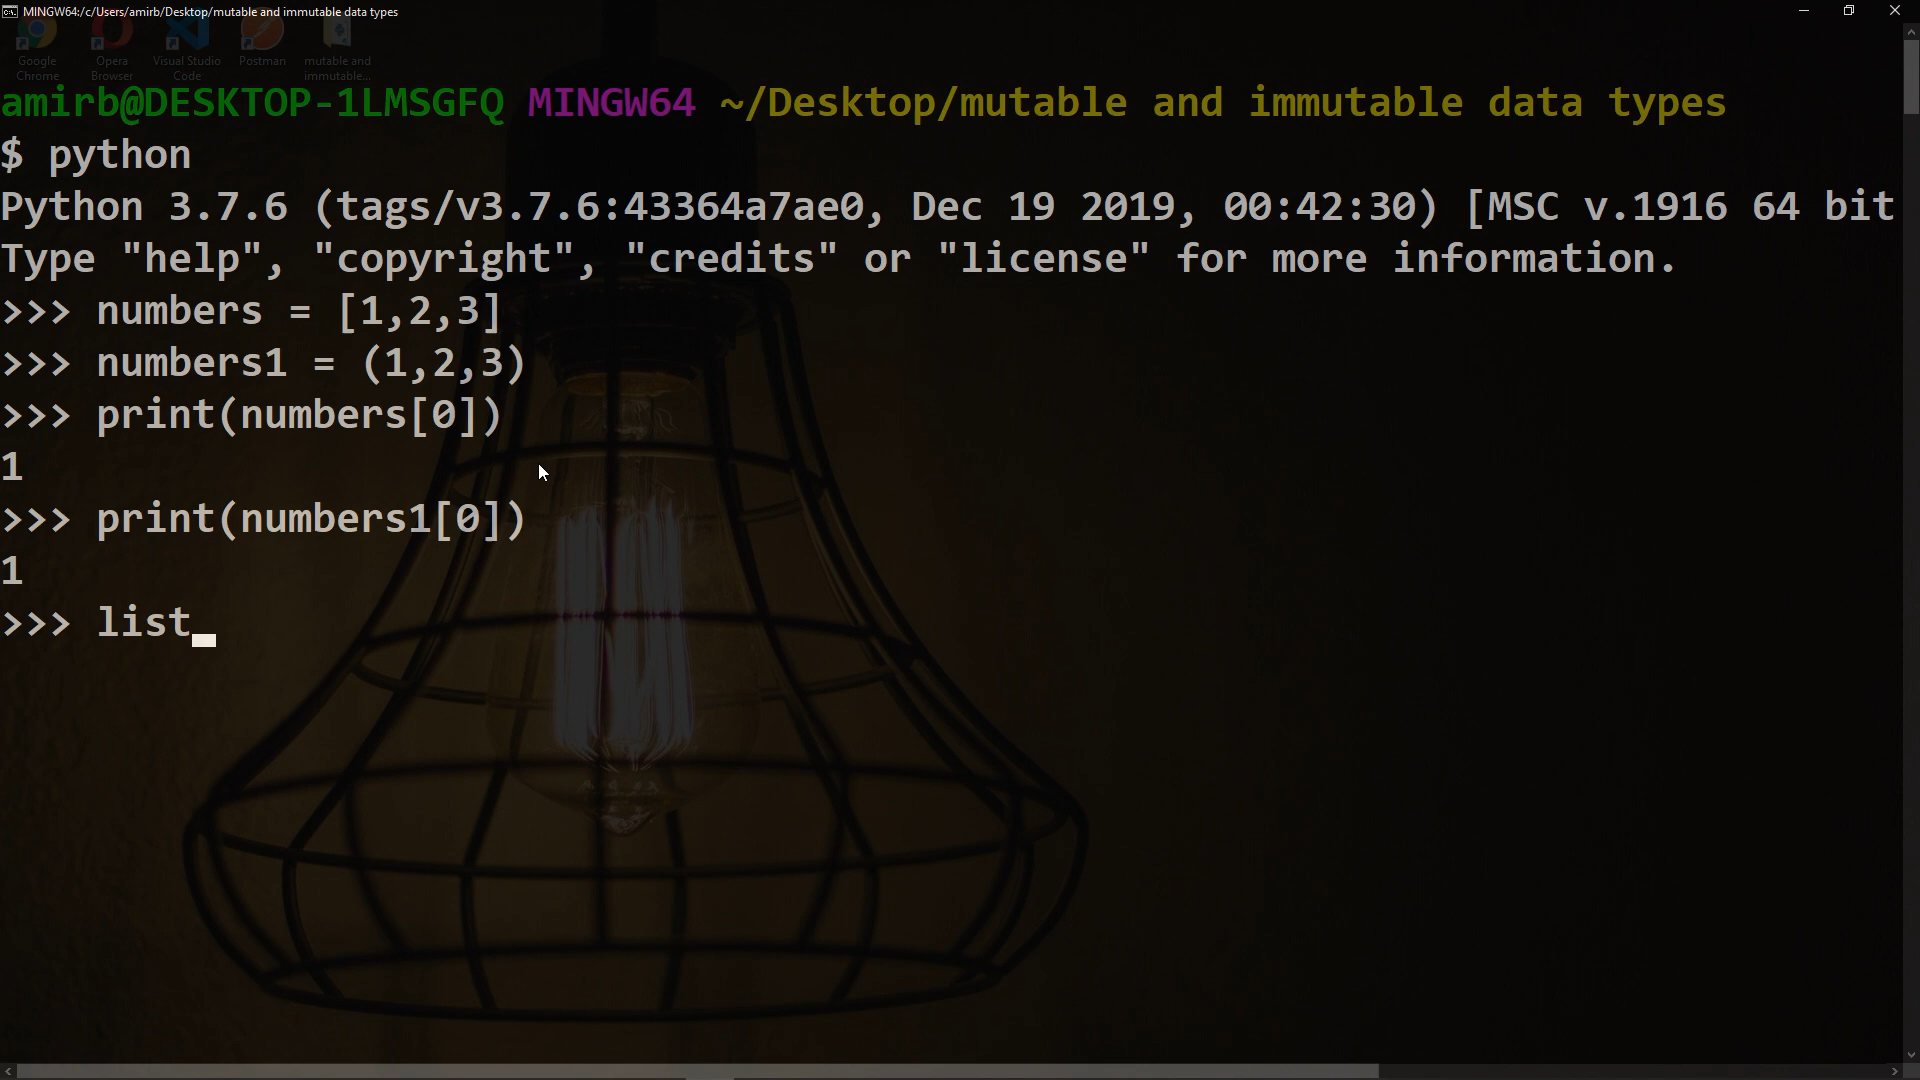 MINGW64:/c/Users/amirb/Desktop/mutable and immutable data types
Google Chrome
Opera Browser
Visual Studio Code
Postman
mutable and immutable...
amirb@DESKTOP-1LMSGFQ MINGW64 ~/Desktop/mutable and immutable data types
$ python
Python 3.7.6 (tags/v3.7.6:43364a7ae0, Dec 19 2019, 00:42:30) [MSC v.1916 64 bit
Type "help", "copyright", "credits" or "license" for more information.
>>> numbers = [1,2,3]
>>> numbers1 = (1,2,3)
>>> print(numbers[0])
1
>>> print(numbers1[0])
1
>>> list